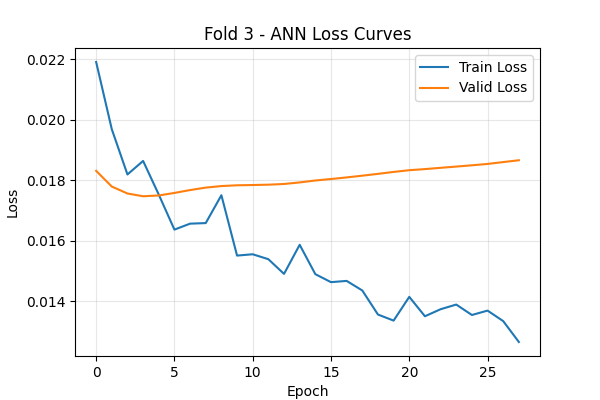 Fold 3 - ANN Loss Curves
Train Loss
Valid Loss
0.022
0.020
0.018
0.016
0.014
Loss
0 5 10 15 20 25
Epoch